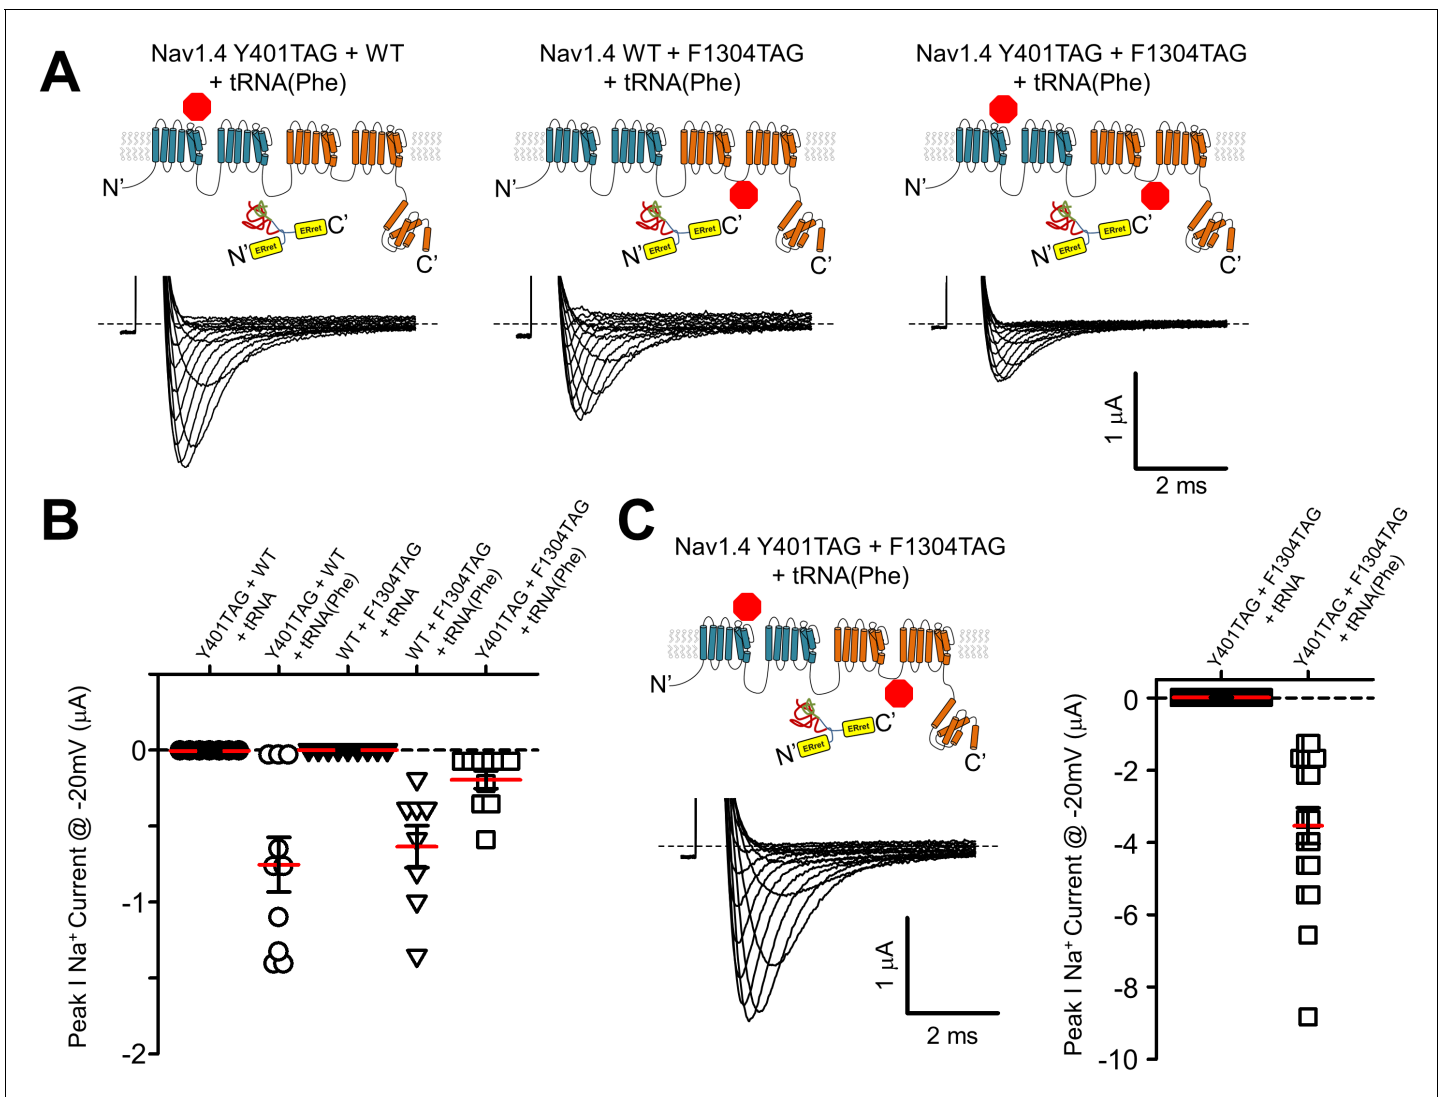 A
Nav1.4 Y401TAG + WT
+ tRNA(Phe)
N'
ERret
C'
N'
ERret
C'
Nav1.4 WT + F1304TAG
+ tRNA(Phe)
N'
ERret
C'
N'
ERret
C'
Nav1.4 Y401TAG + F1304TAG
+ tRNA(Phe)
N'
ERret
C'
N'
ERret
C'
1 µA
2 ms
B
Y401TAG + WT
+ tRNA
Y401TAG + WT
+ tRNA(Phe)
WT + F1304TAG
+ tRNA
WT + F1304TAG
+ tRNA(Phe)
Y401TAG + F1304TAG
+ tRNA(Phe)
Peak I Na⁺ Current @ -20mV (µA)
0
-1
-2
C
Nav1.4 Y401TAG + F1304TAG
+ tRNA(Phe)
N'
ERret
C'
N'
ERret
C'
1 µA
2 ms
Y401TAG + F1304TAG
+ tRNA
Y401TAG + F1304TAG
+ tRNA(Phe)
Peak I Na⁺ Current @ -20mV (µA)
0
-2
-4
-6
-8
-10